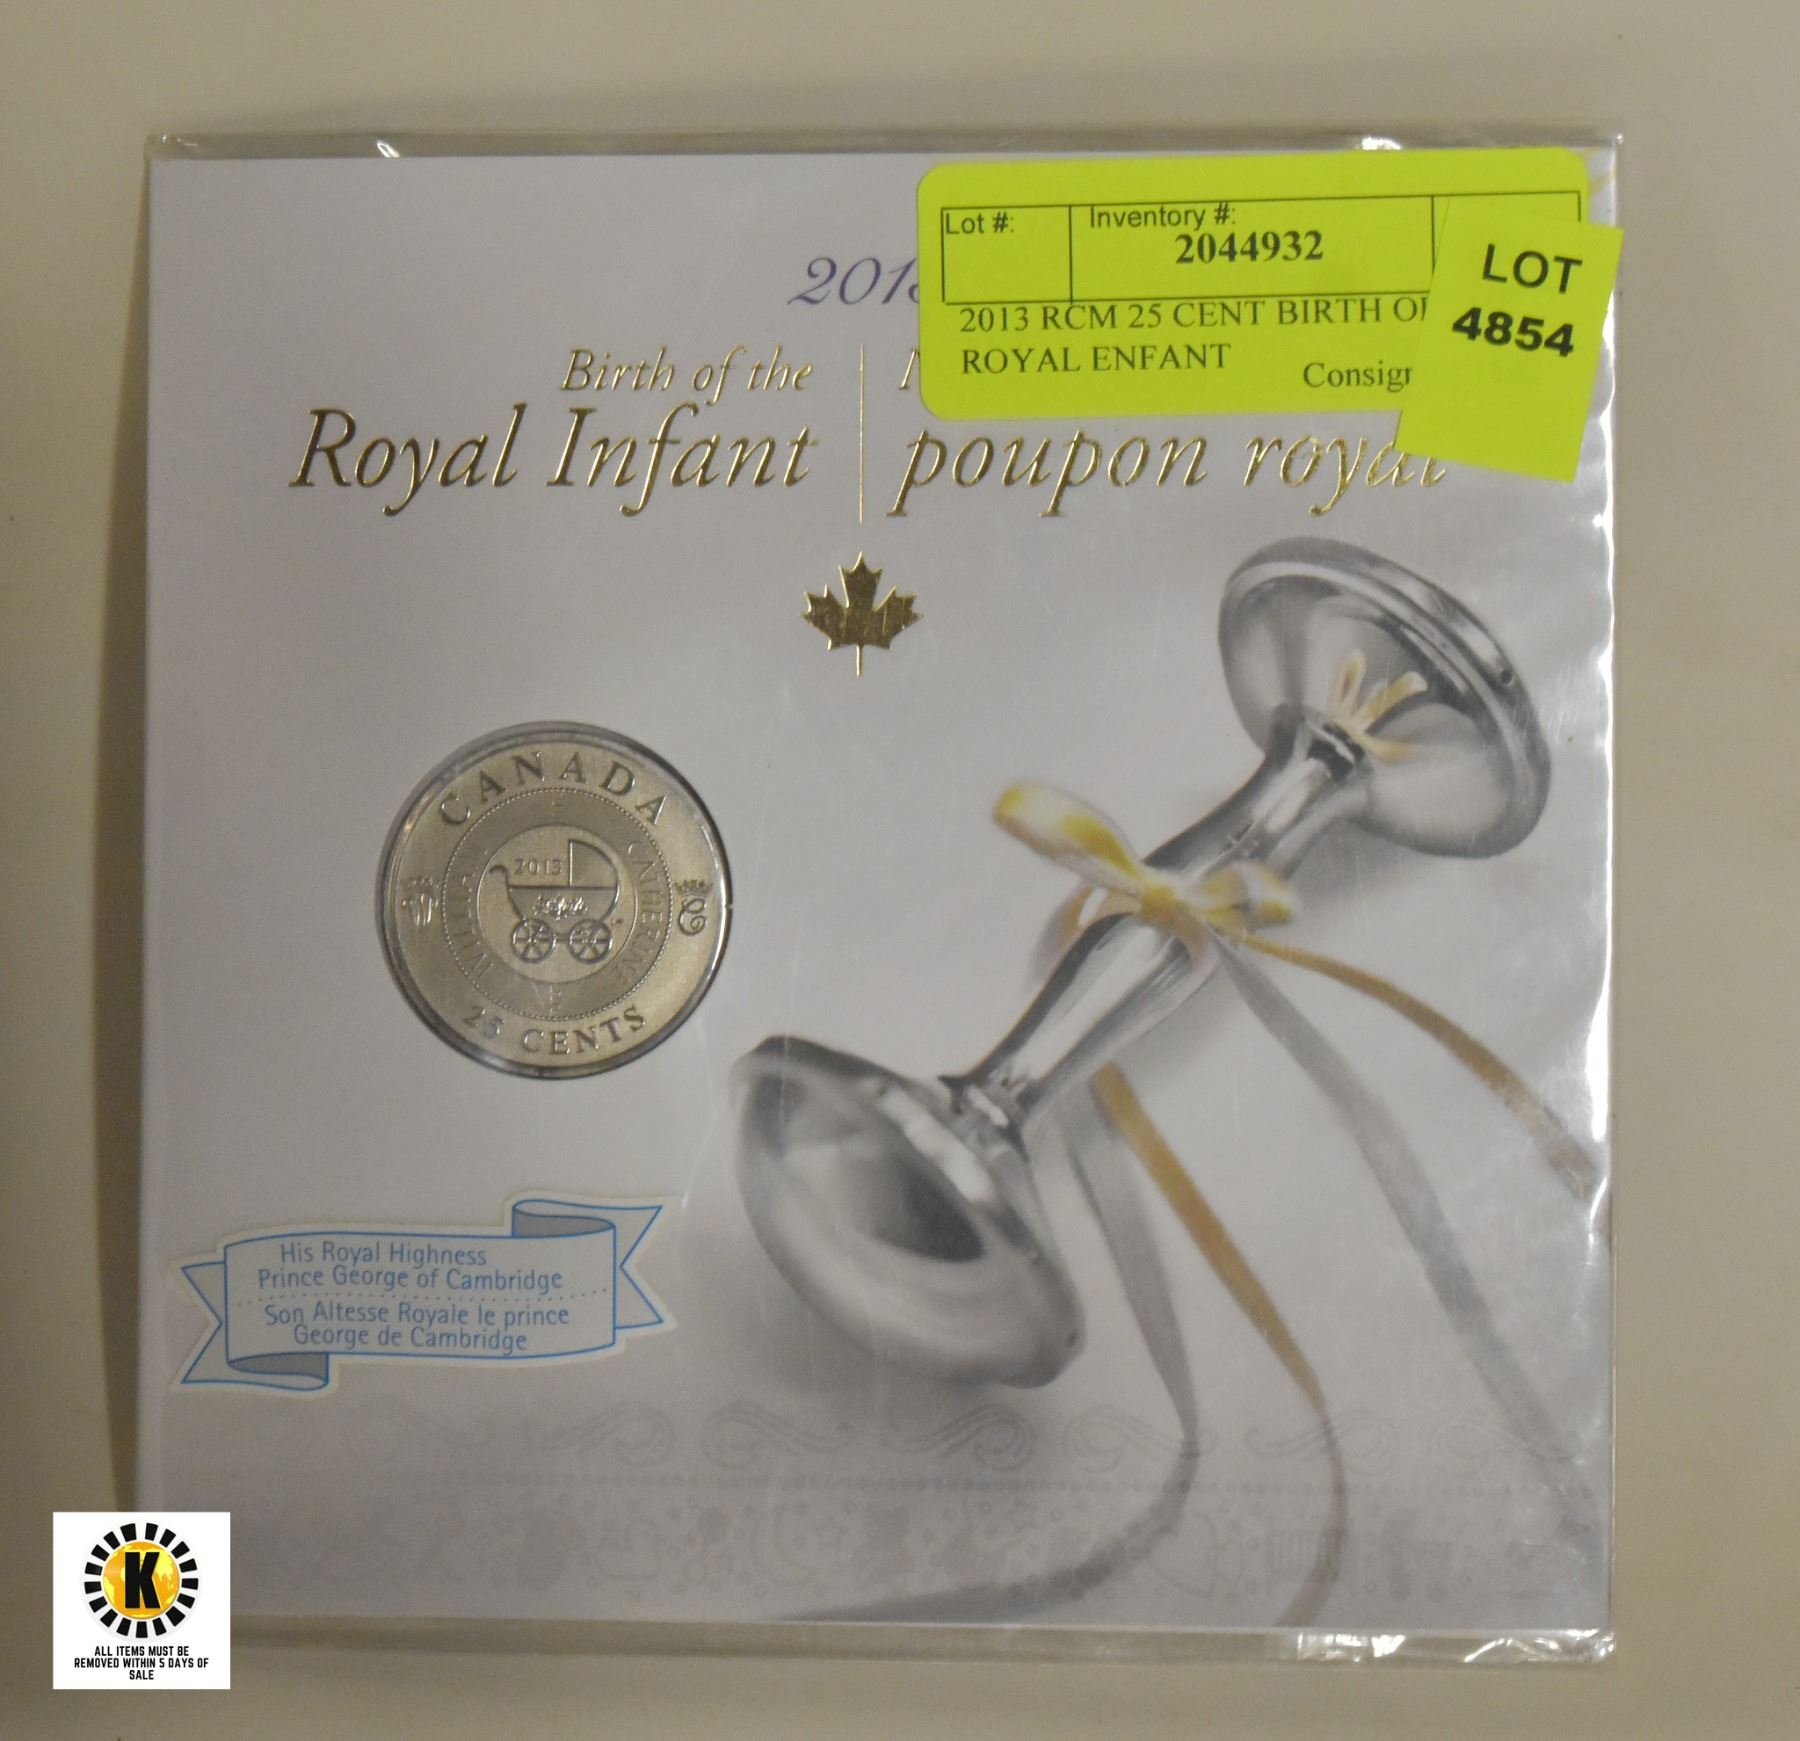 Lot #:
Inventory #:
2044932
2013 RCM 25 CENT BIRTH
ROYAL ENFANT
LOT
4854
Birth of the
Royal Infant
poupon royal
CANADA
2013
WILLIAM
CATHERINE
25 CENTS
His Royal Highness
Prince George of Cambridge
Son Altesse Royale le prince
George de Cambridge
K
ALL ITEMS MUST BE
REMOVED WITHIN 5 DAYS OF
SALE